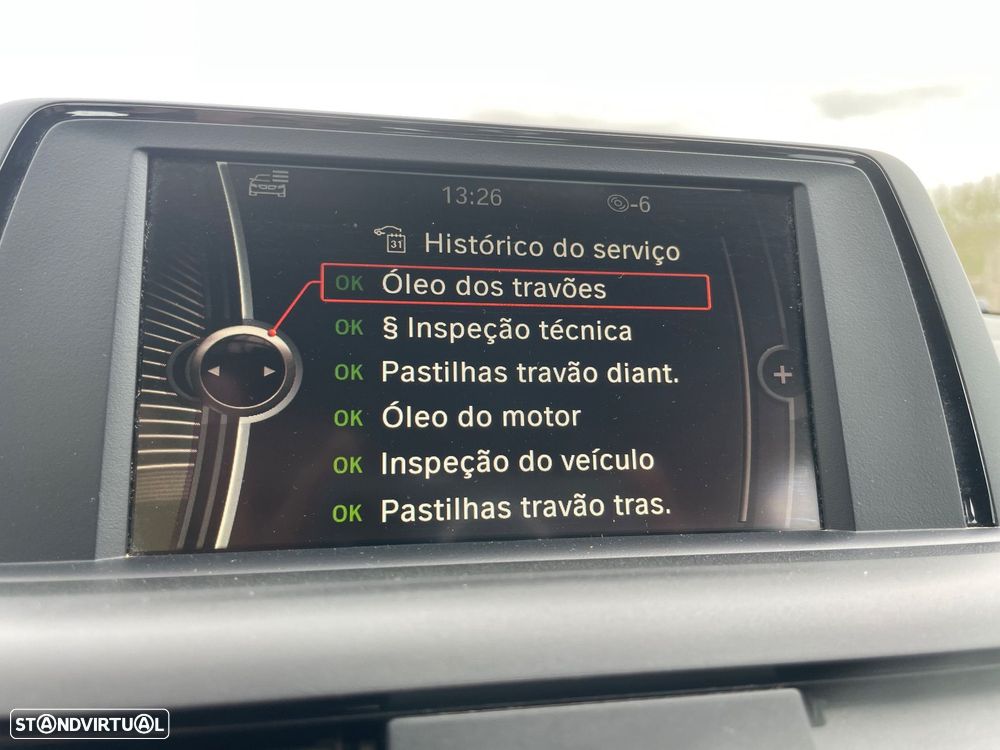 13:26
-6
31
Histórico do serviço
OK Óleo dos travões
OK § Inspeção técnica
OK Pastilhas travão diant.
OK Óleo do motor
OK Inspeção do veículo
OK Pastilhas travão tras.
+
STANDVIRTUAL